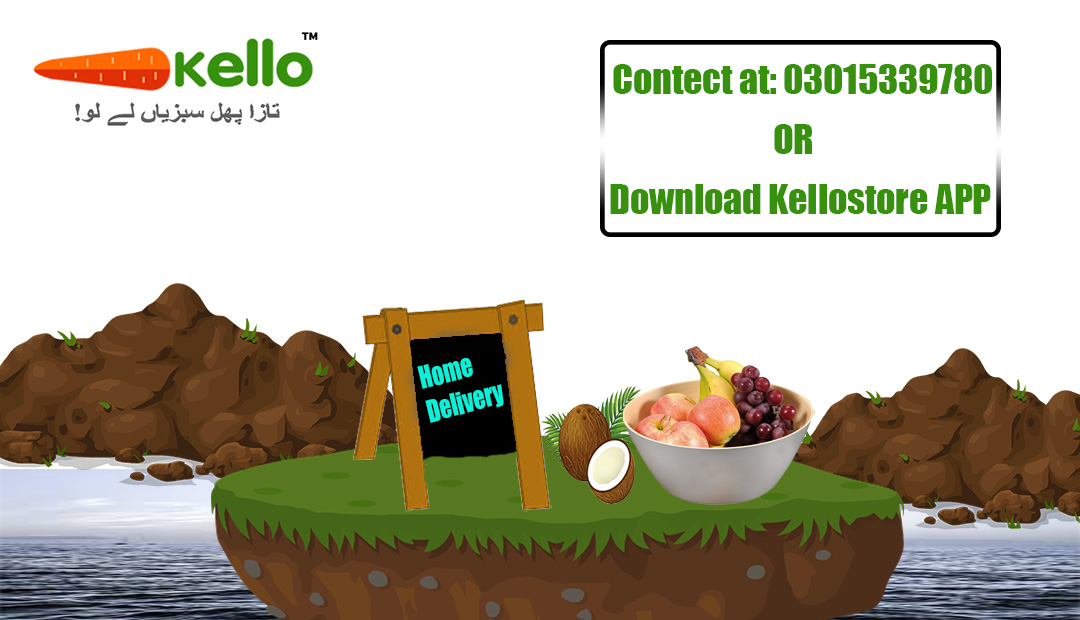 kello™
تازا پھل سبزیاں لے لو!
Contect at: 03015339780
OR
Download Kellostore APP
Home
Delivery